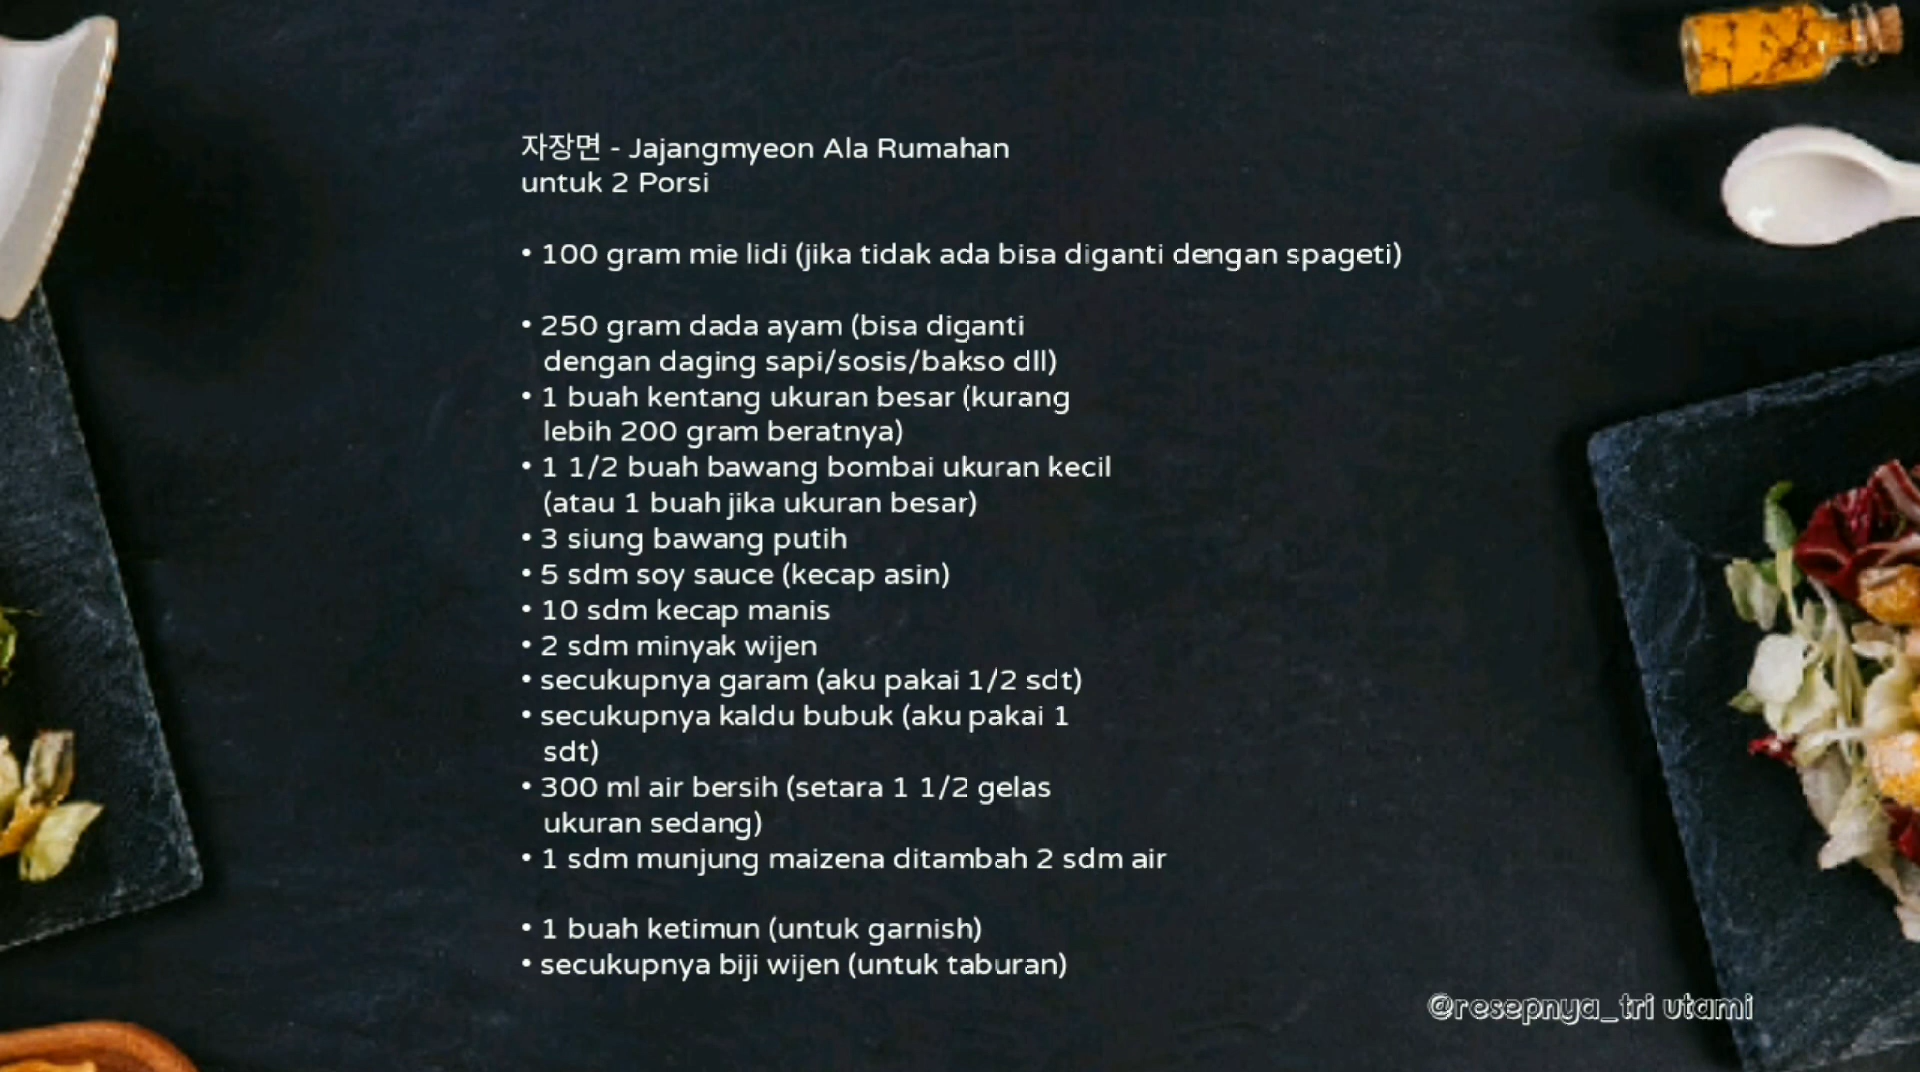 자장면 - Jajangmyeon Ala Rumahan
untuk 2 Porsi
• 100 gram mie lidi (jika tidak ada bisa diganti dengan spageti)
• 250 gram dada ayam (bisa diganti
dengan daging sapi/sosis/bakso dll)
• 1 buah kentang ukuran besar (kurang
lebih 200 gram beratnya)
• 1 1/2 buah bawang bombai ukuran kecil
(atau 1 buah jika ukuran besar)
• 3 siung bawang putih
• 5 sdm soy sauce (kecap asin)
• 10 sdm kecap manis
• 2 sdm minyak wijen
• secukupnya garam (aku pakai 1/2 sdt)
• secukupnya kaldu bubuk (aku pakai 1
sdt)
• 300 ml air bersih (setara 1 1/2 gelas
ukuran sedang)
• 1 sdm munjung maizena ditambah 2 sdm air
• 1 buah ketimun (untuk garnish)
• secukupnya biji wijen (untuk taburan)
@resepnya_tri utami